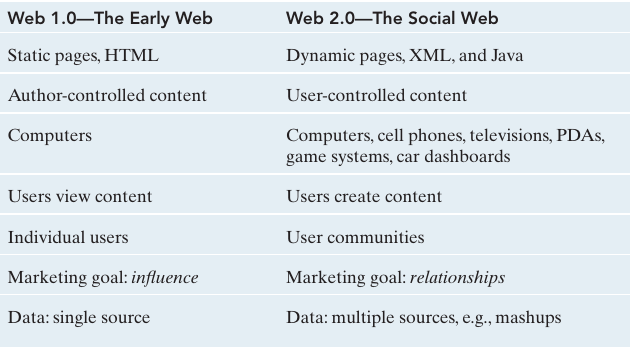 Web 1.0—The Early Web Web 2.0—The Social Web
Static pages, HTML Dynamic pages, XML, and Java
Author-controlled content User-controlled content
Computers Computers, cell phones, televisions, PDAs,
game systems, car dashboards
Users view content Users create content
Individual users User communities
Marketing goal: influence Marketing goal: relationships
Data: single source Data: multiple sources, e.g., mashups